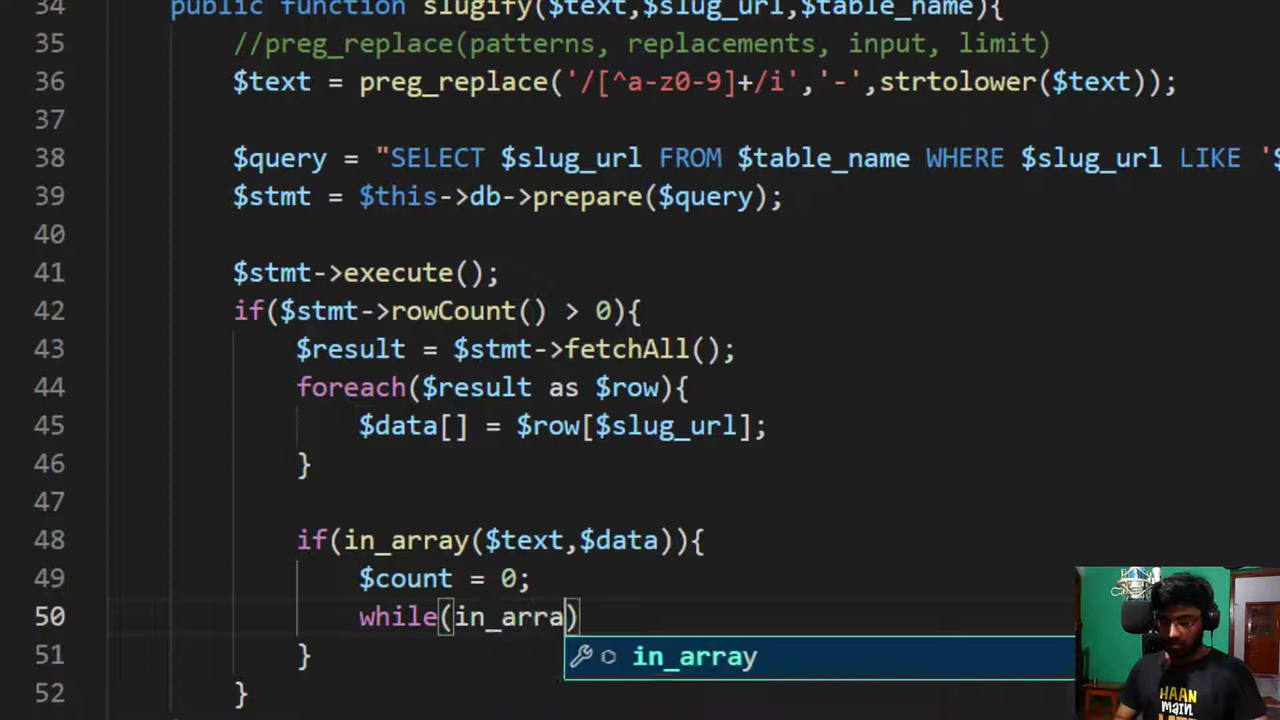 34 public function slugify($text,$slug_url,$table_name){
35 //preg_replace(patterns, replacements, input, limit)
36 $text = preg_replace('/[^a-z0-9]+/i','-',strtolower($text));
37
38 $query = "SELECT $slug_url FROM $table_name WHERE $slug_url LIKE '$
39 $stmt = $this->db->prepare($query);
40
41 $stmt->execute();
42 if($stmt->rowCount() > 0){
43 $result = $stmt->fetchAll();
44 foreach($result as $row){
45 $data[] = $row[$slug_url];
46 }
47
48 if(in_array($text,$data)){
49 $count = 0;
50 while(in_arra)
in_array
51 }
52 }
HAAN
main